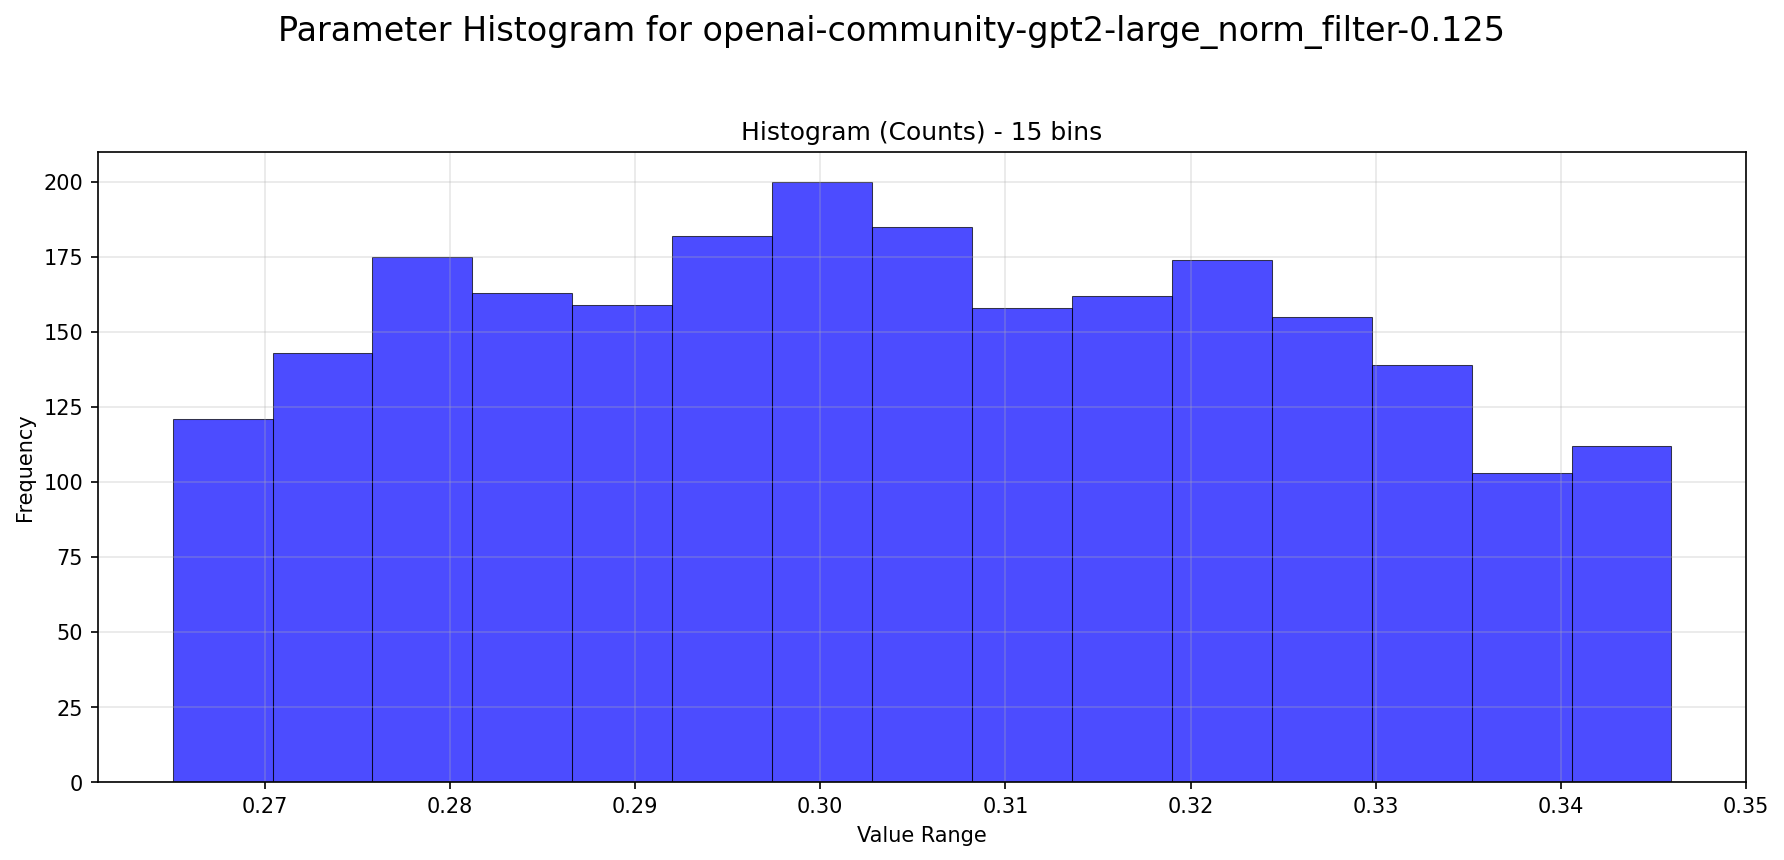 Parameter Histogram for openai-community-gpt2-large_norm_filter-0.125
Histogram (Counts) - 15 bins
200
175
150
125
100
75
50
25
0
Frequency
0.27 0.28 0.29 0.30 0.31 0.32 0.33 0.34 0.35
Value Range